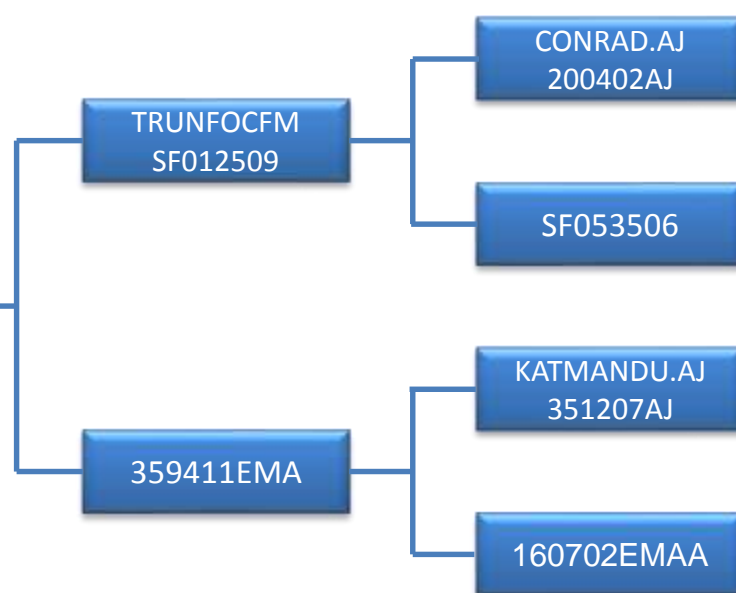 CONRAD.AJ
200402AJ
TRUNFOCFM
SF012509
SF053506
KATMANDU.AJ
351207AJ
359411EMA
160702EMAA